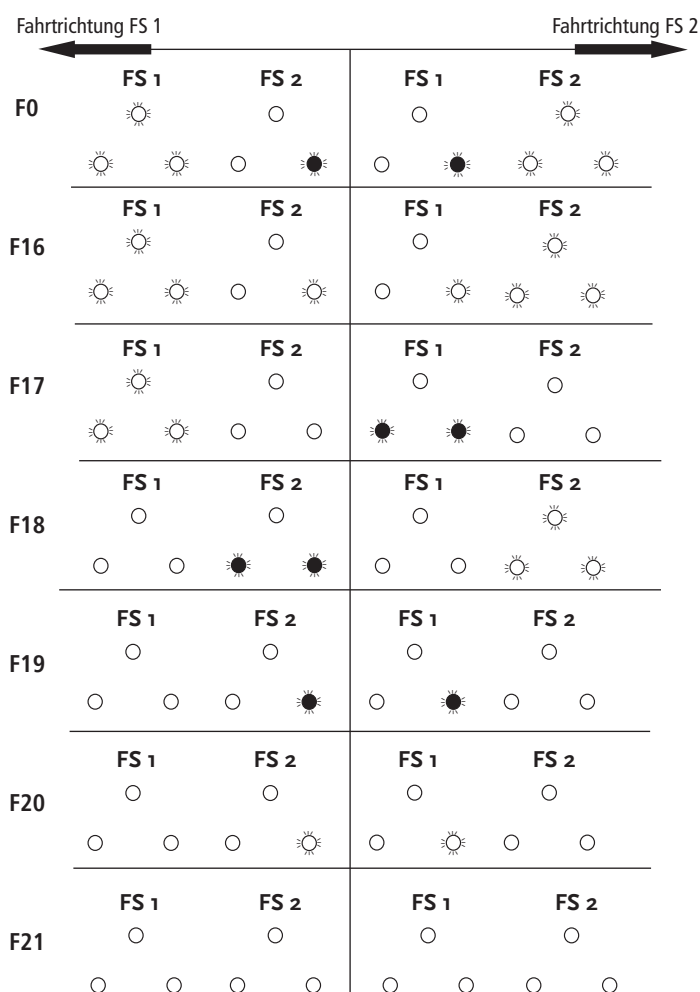 Fahrtrichtung FS 1 Fahrtrichtung FS 2
FS 1 FS 2 FS 1 FS 2
F0
FS 1 FS 2 FS 1 FS 2
F16
FS 1 FS 2 FS 1 FS 2
F17
FS 1 FS 2 FS 1 FS 2
F18
FS 1 FS 2 FS 1 FS 2
F19
FS 1 FS 2 FS 1 FS 2
F20
FS 1 FS 2 FS 1 FS 2
F21